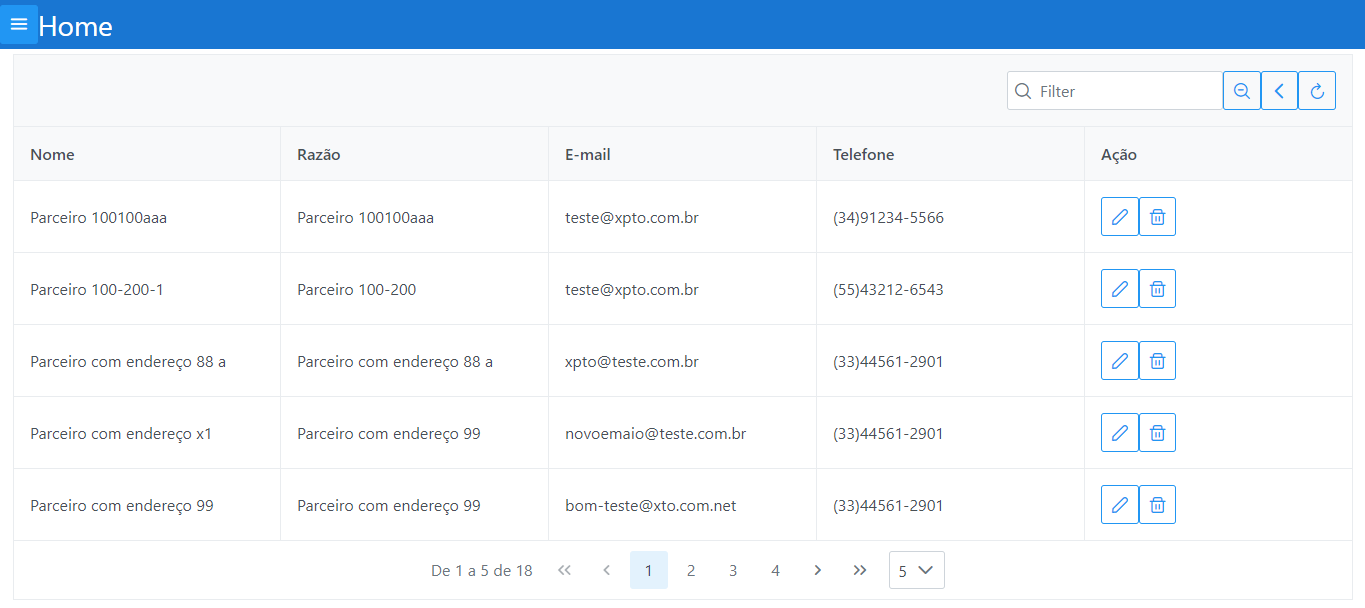 Home
Filter
Nome Razão E-mail Telefone Ação
Parceiro 100100aaa Parceiro 100100aaa teste@xpto.com.br (34)91234-5566
Parceiro 100-200-1 Parceiro 100-200 teste@xpto.com.br (55)43212-6543
Parceiro com endereço 88 a Parceiro com endereço 88 a xpto@teste.com.br (33)44561-2901
Parceiro com endereço x1 Parceiro com endereço 99 novoemaio@teste.com.br (33)44561-2901
Parceiro com endereço 99 Parceiro com endereço 99 bom-teste@xto.com.net (33)44561-2901
De 1 a 5 de 18 1 2 3 4 5